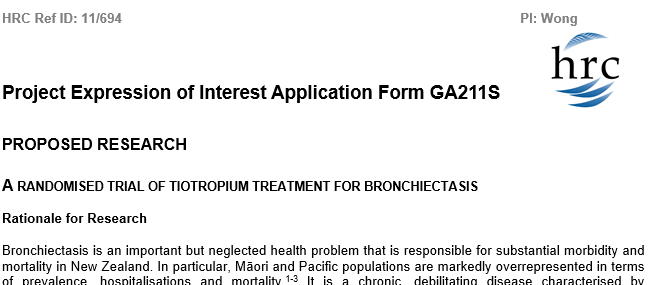 HRC Ref ID: 11/694 PI: Wong
hrc
Project Expression of Interest Application Form GA211S
PROPOSED RESEARCH
A RANDOMISED TRIAL OF TIOTROPIUM TREATMENT FOR BRONCHIECTASIS
Rationale for Research
Bronchiectasis is an important but neglected health problem that is responsible for substantial morbidity and
mortality in New Zealand. In particular, Māori and Pacific populations are markedly overrepresented in terms
of prevalence, hospitalisations and mortality.1-3 It is a chronic, debilitating disease characterised by